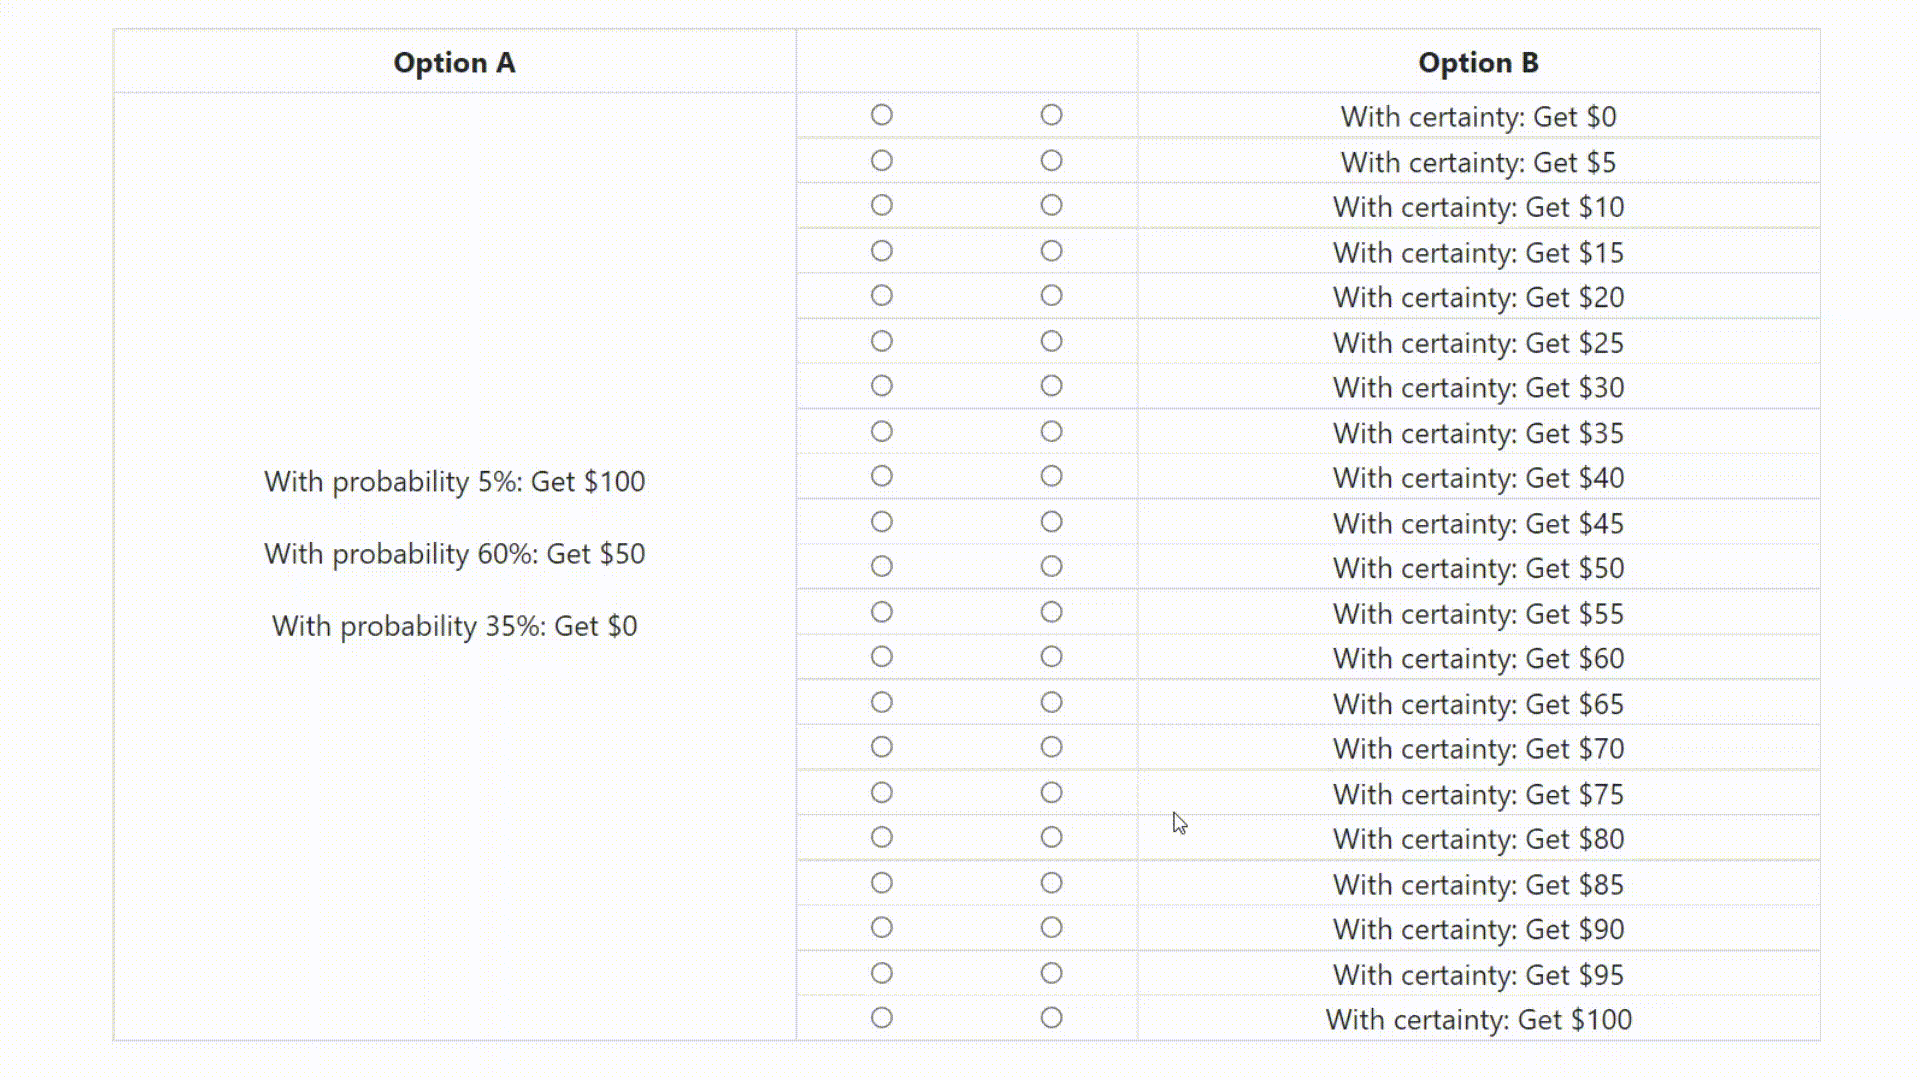 Option A
Option B
With certainty: Get $0
With certainty: Get $5
With certainty: Get $10
With certainty: Get $15
With certainty: Get $20
With certainty: Get $25
With certainty: Get $30
With certainty: Get $35
With certainty: Get $40
With certainty: Get $45
With certainty: Get $50
With certainty: Get $55
With certainty: Get $60
With certainty: Get $65
With certainty: Get $70
With certainty: Get $75
With certainty: Get $80
With certainty: Get $85
With certainty: Get $90
With certainty: Get $95
With certainty: Get $100
With probability 5%: Get $100
With probability 60%: Get $50
With probability 35%: Get $0